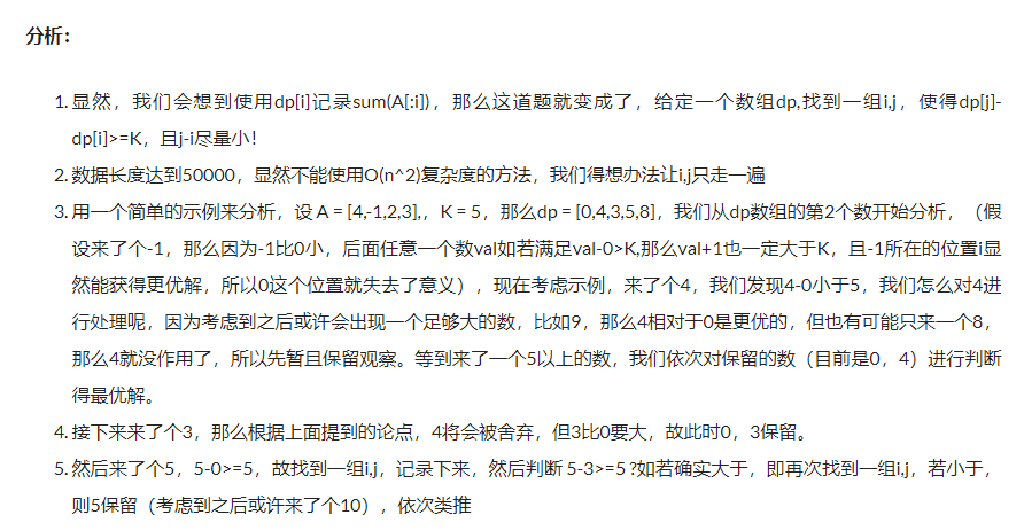 分析：
1. 显然，我们会想到使用dp[i]记录sum(A[:i])，那么这道题就变成了，给定一个数组dp,找到一组i,j，使得dp[j]-
dp[i]>=K，且j-i尽量小！
2. 数据长度达到50000，显然不能使用O(n^2)复杂度的方法，我们得想办法让i,j只走一遍
3. 用一个简单的示例来分析，设 A = [4,-1,2,3],，K = 5，那么dp = [0,4,3,5,8]，我们从dp数组的第2个数开始分析，（假
设来了个-1，那么因为-1比0小，后面任意一个数val如若满足val-0>K,那么val+1也一定大于K，且-1所在的位置i显
然能获得更优解，所以0这个位置就失去了意义），现在考虑示例，来了个4，我们发现4-0小于5，我们怎么对4进
行处理呢，因为考虑到之后或许会出现一个足够大的数，比如9，那么4相对于0是更优的，但也有可能只来一个8，
那么4就没作用了，所以先暂且保留观察。等到来了一个5以上的数，我们依次对保留的数（目前是0，4）进行判断
得最优解。
4. 接下来来了个3，那么根据上面提到的论点，4将会被舍弃，但3比0要大，故此时0，3保留。
5. 然后来了个5，5-0>=5，故找到一组i,j，记录下来，然后判断 5-3>=5 ?如若确实大于，即再次找到一组i,j，若小于，
则5保留（考虑到之后或许来了个10），依次类推